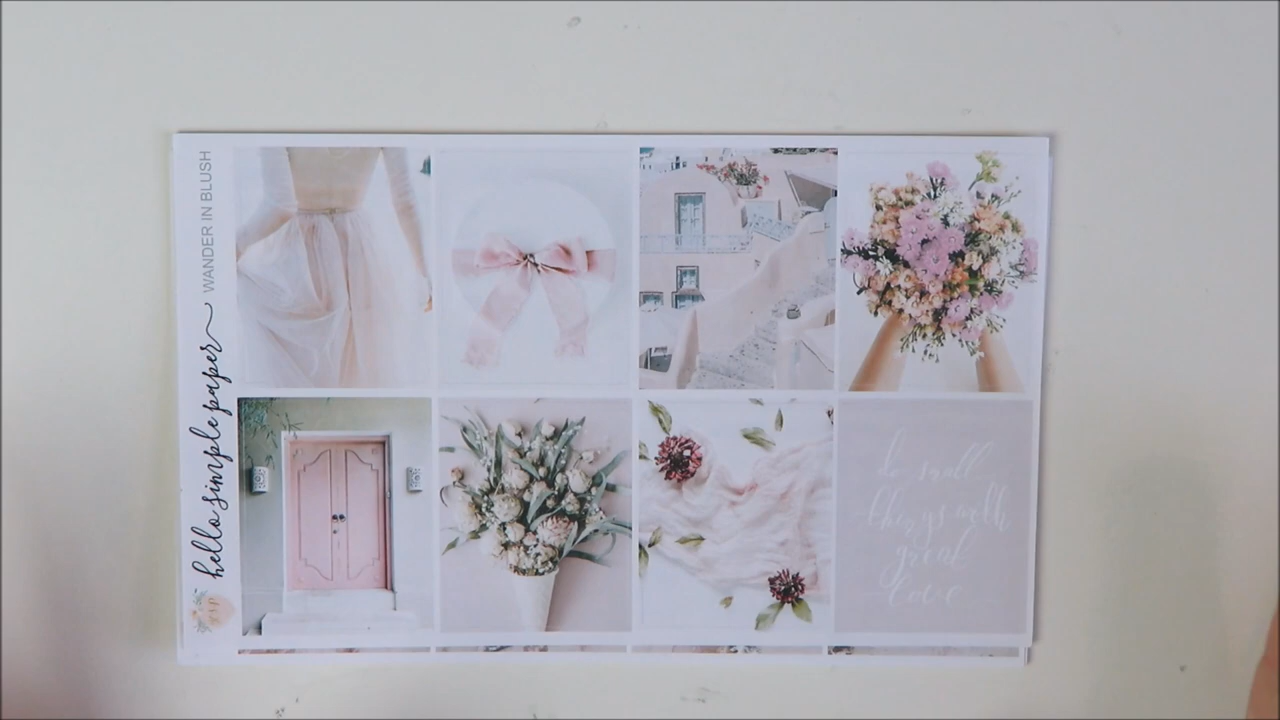 hello simple paper
WANDER IN BLUSH
do small
things with
great
love